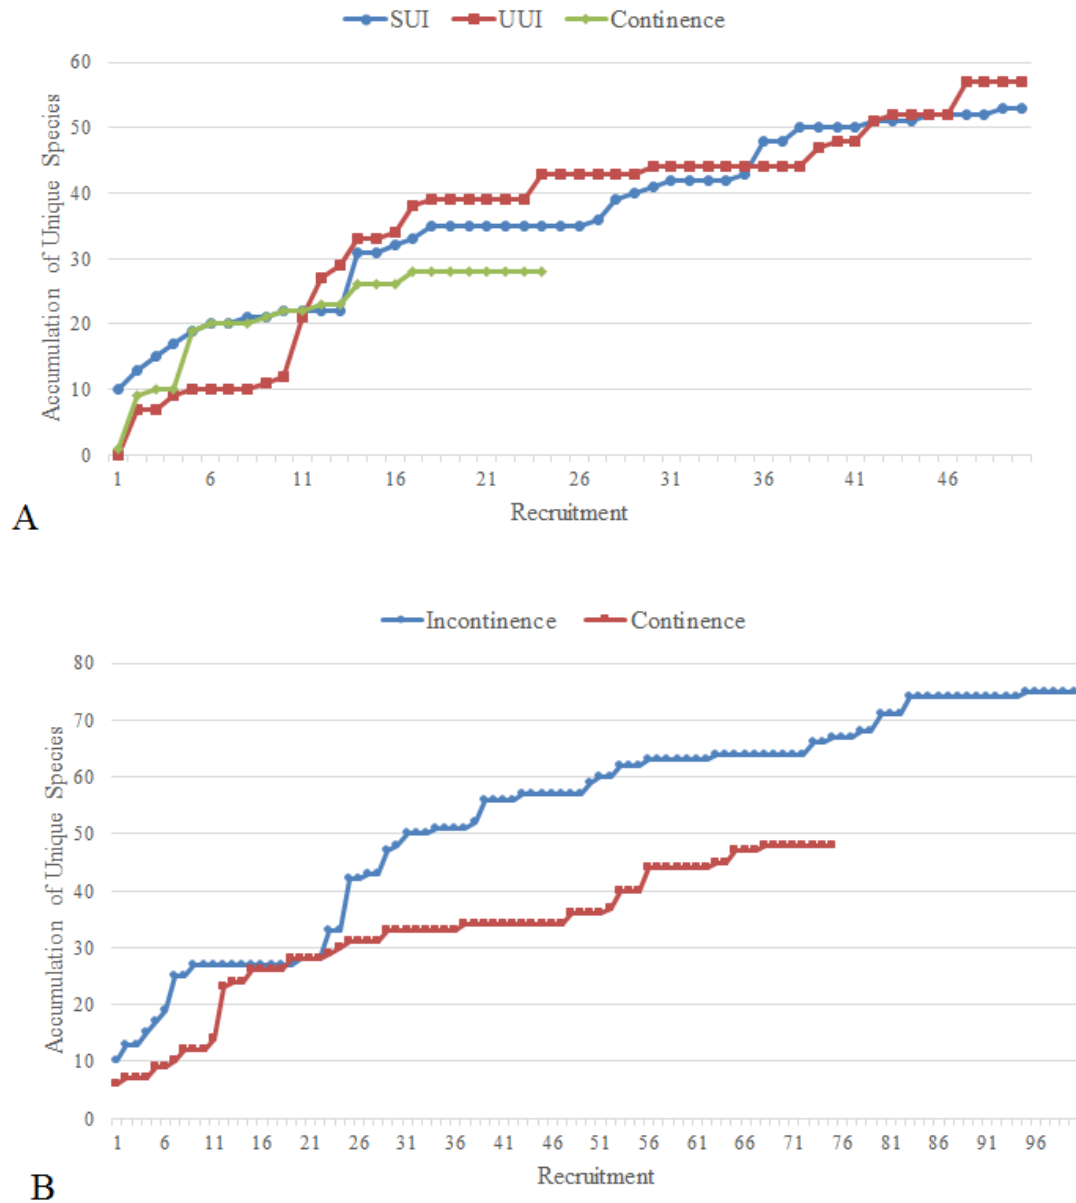 SUI UUI Continence
Accumulation of Unique Species
60
50
40
30
20
10
0
1 6 11 16 21 26 31 36 41 46
Recruitment
A
Incontinence Continence
Accumulation of Unique Species
80
70
60
50
40
30
20
10
0
1 6 11 16 21 26 31 36 41 46 51 56 61 66 71 76 81 86 91 96
Recruitment
B